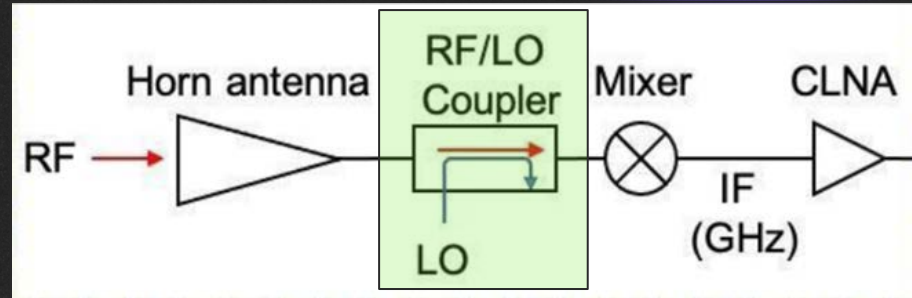 RF/LO
Horn antenna Coupler Mixer CLNA
RF
IF
(GHz)
LO